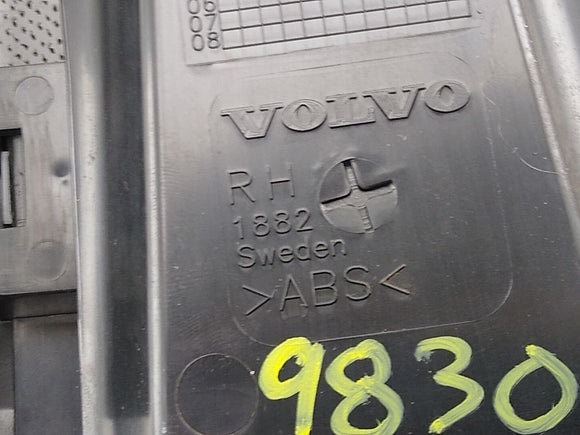 06
07
08
VOLVO
RH
1882
Sweden
>ABS<
9830